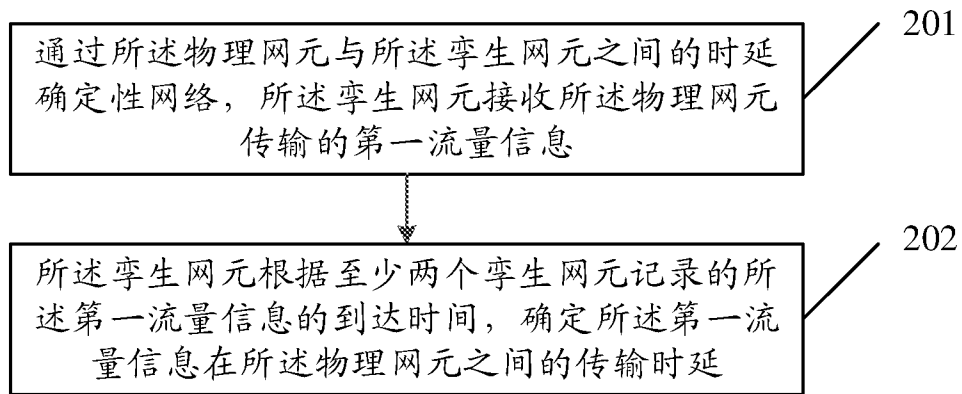 通过所述物理网元与所述孪生网元之间的时延
确定性网络，所述孪生网元接收所述物理网元
传输的第一流量信息
201
所述孪生网元根据至少两个孪生网元记录的所
述第一流量信息的到达时间，确定所述第一流
量信息在所述物理网元之间的传输时延
202